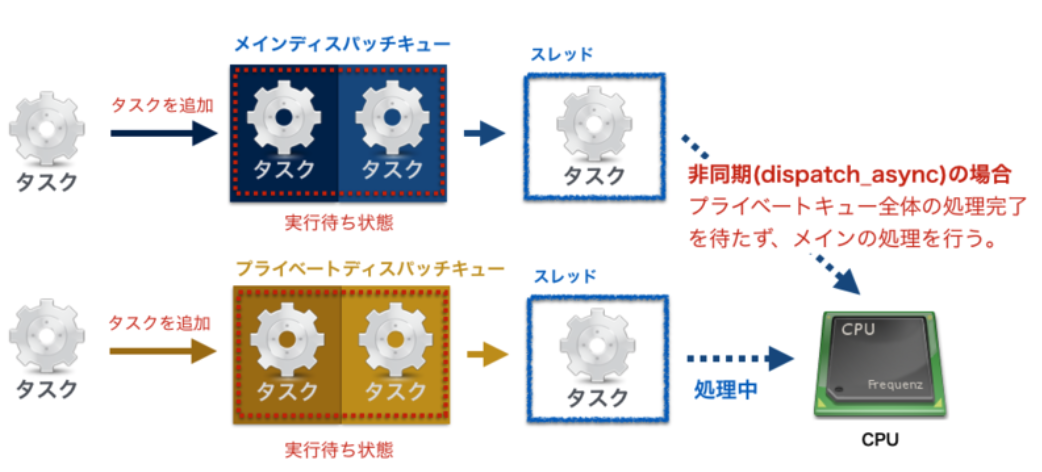 メインディスパッチキュー
スレッド
タスクを追加
タスク
タスク
タスク
タスク
実行待ち状態
非同期(dispatch_async)の場合
プライベートキュー全体の処理完了
を待たず、メインの処理を行う。
プライベートディスパッチキュー
スレッド
タスクを追加
タスク
タスク
タスク
タスク
実行待ち状態
処理中
CPU
Frequenz
CPU